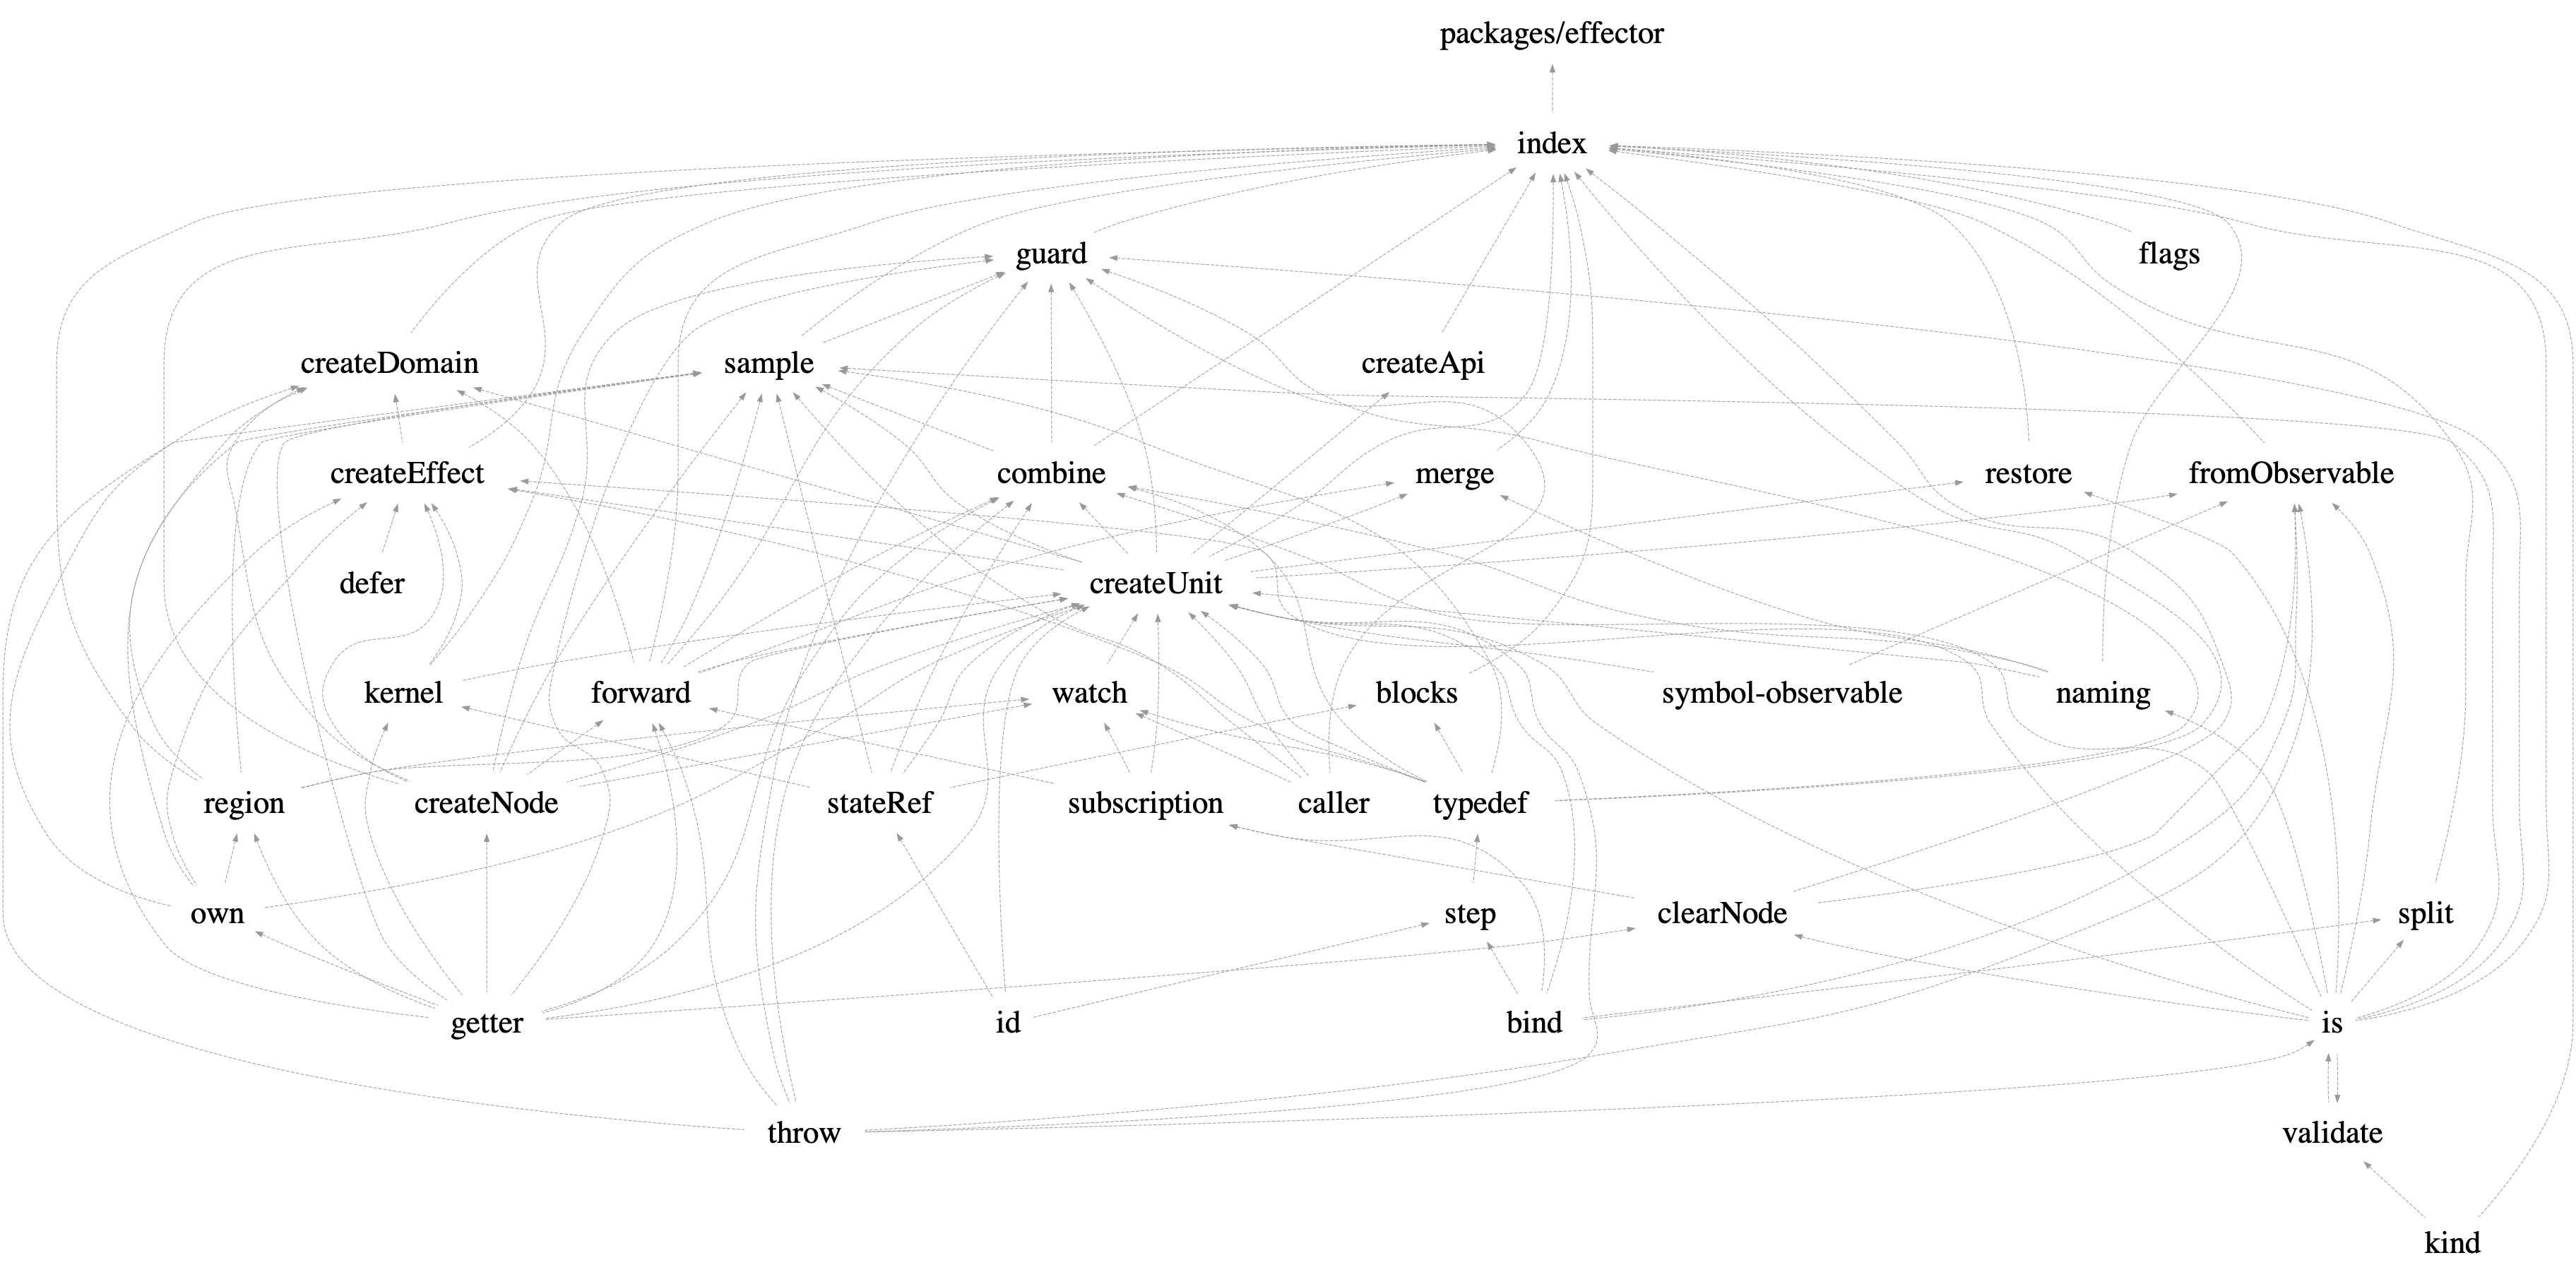 packages/effector
index
guard
flags
createDomain
sample
createApi
createEffect
combine
merge
restore
fromObservable
defer
createUnit
kernel
forward
watch
blocks
symbol-observable
naming
region
createNode
stateRef
subscription
caller
typedef
own
step
clearNode
split
getter
id
bind
is
throw
validate
kind